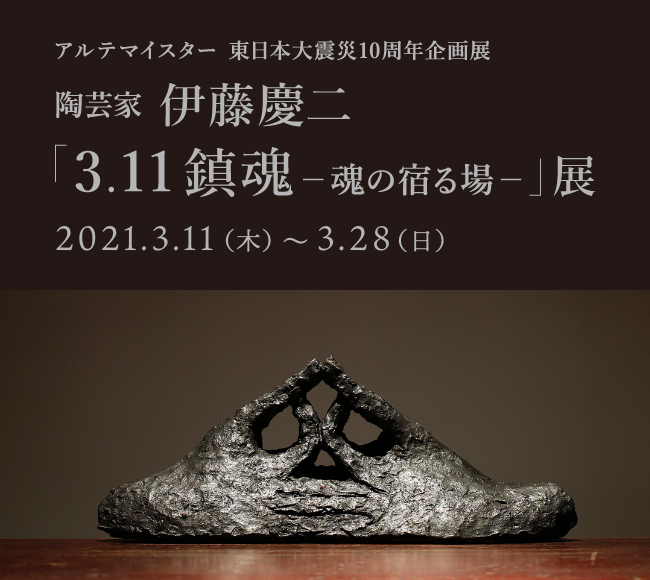 アルテマイスター 東日本大震災10周年企画展
陶芸家 伊藤慶二
「3.11鎮魂－魂の宿る場－」展
2021.3.11（木）～3.28（日）